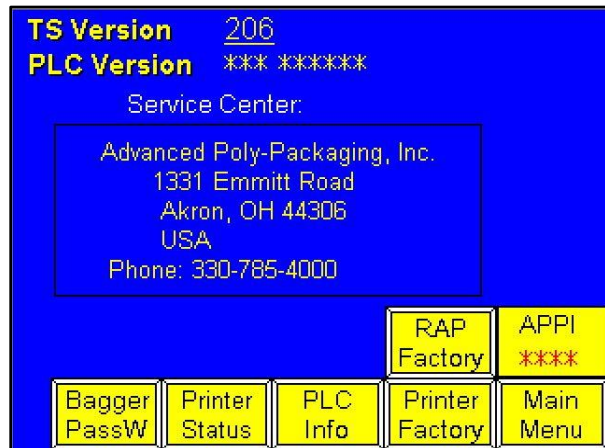 TS Version 206
PLC Version *** ******
Service Center:
Advanced Poly-Packaging, Inc.
1331 Emmitt Road
Akron, OH 44306
USA
Phone: 330-785-4000
RAP
Factory
APPI
****
Bagger
PassW
Printer
Status
PLC
Info
Printer
Factory
Main
Menu